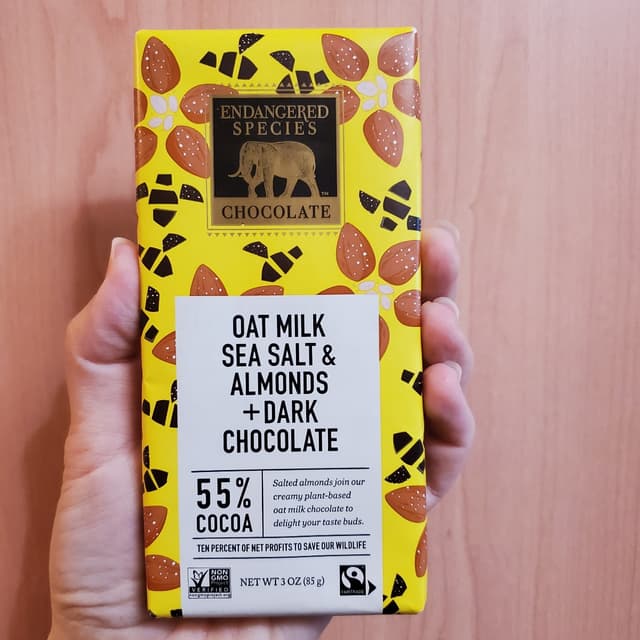 ENDANGERED
SPECIES
CHOCOLATE
™
OAT MILK
SEA SALT &
ALMONDS
+DARK
CHOCOLATE
55%
COCOA
Salted almonds join our
creamy plant-based
oat milk chocolate to
delight your taste buds.
TEN PERCENT OF NET PROFITS TO SAVE OUR WILDLIFE
NON
GMO
Project
VERIFIED
NET WT 3 OZ (85 g)
FAIRTRADE